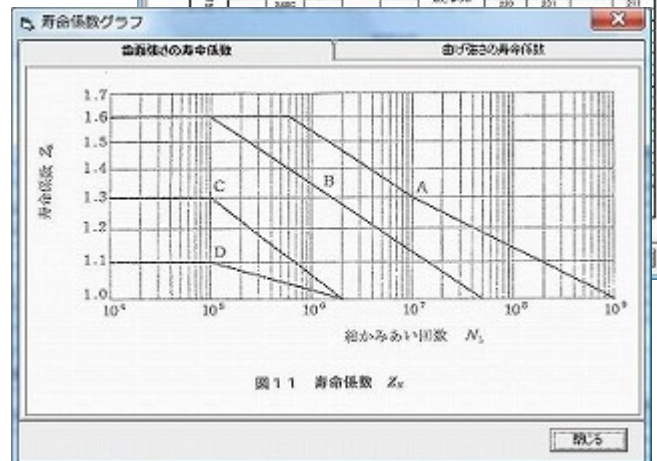 寿命係数グラフ
歯面強さの寿命係数
曲げ強さの寿命係数
1.7
1.6
1.5
1.4
1.3
1.2
1.1
1.0
寿命係数
A
B
C
D
10⁴
10⁵
10⁶
10⁷
10⁸
10⁹
総かみあい回数
図11 寿命係数 Z_N
閉じる